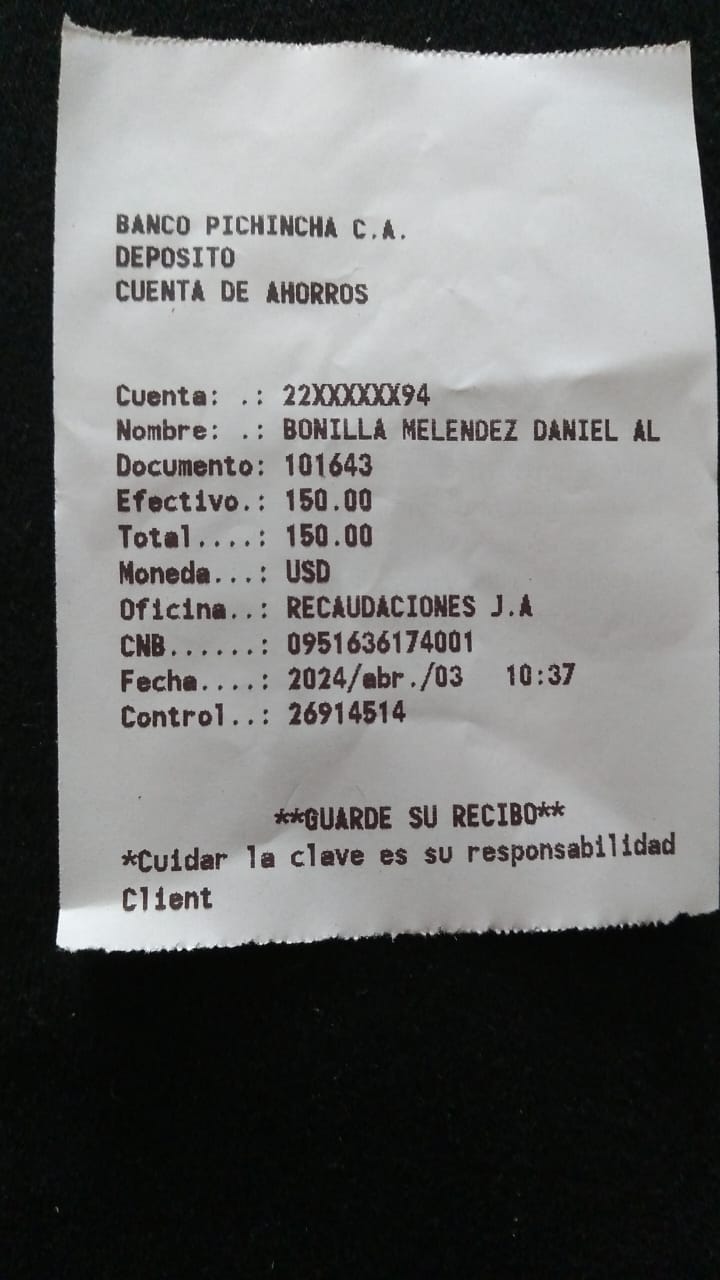 BANCO PICHINCHA C.A.
DEPOSITO
CUENTA DE AHORROS
Cuenta: .: 22XXXXXX94
Nombre: .: BONILLA MELENDEZ DANIEL AL
Documento: 101643
Efectivo.: 150.00
Total....: 150.00
Moneda...: USD
Oficina..: RECAUDACIONES J.A
CNB......: 0951636174001
Fecha....: 2024/abr./03 10:37
Control..: 26914514
**GUARDE SU RECIBO**
*Cuidar la clave es su responsabilidad
Client